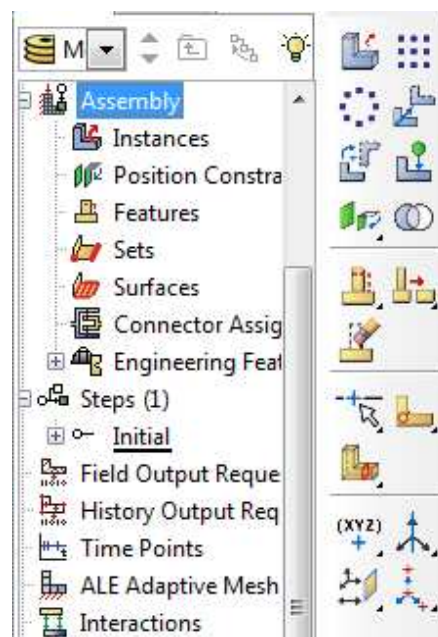 M
Assembly
Instances
Position Constra
Features
Sets
Surfaces
Connector Assig
Engineering Feat
Steps (1)
Initial
Field Output Reque
History Output Req
Time Points
ALE Adaptive Mesh
Interactions
(XYZ)